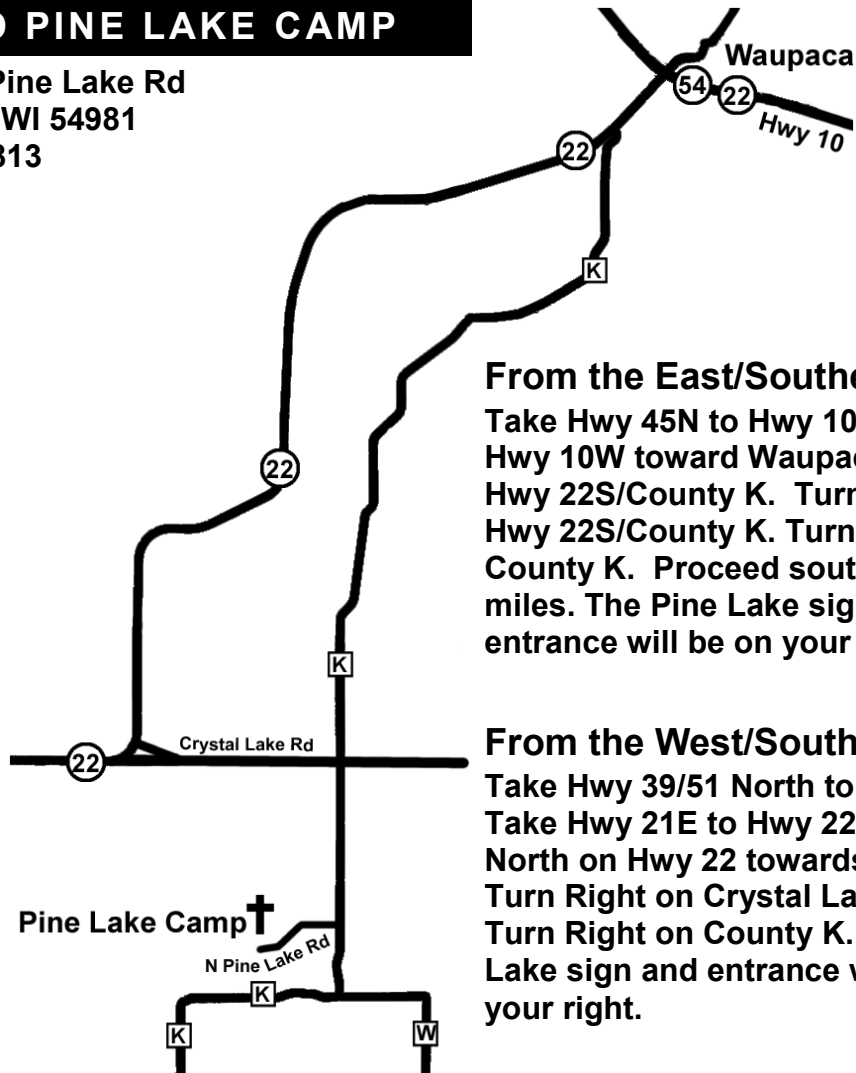 PINE LAKE CAMP
Pine Lake Rd
WI 54981
813
Waupaca
54
22
Hwy 10
22
K
22
K
Crystal Lake Rd
22
Pine Lake Camp
N Pine Lake Rd
K
K
W
From the East/Southe
Take Hwy 45N to Hwy 10
Hwy 10W toward Waupac
Hwy 22S/County K. Turn
Hwy 22S/County K. Turn
County K. Proceed sout
miles. The Pine Lake sig
entrance will be on your
From the West/South
Take Hwy 39/51 North to
Take Hwy 21E to Hwy 22
North on Hwy 22 towards
Turn Right on Crystal La
Turn Right on County K.
Lake sign and entrance w
your right.